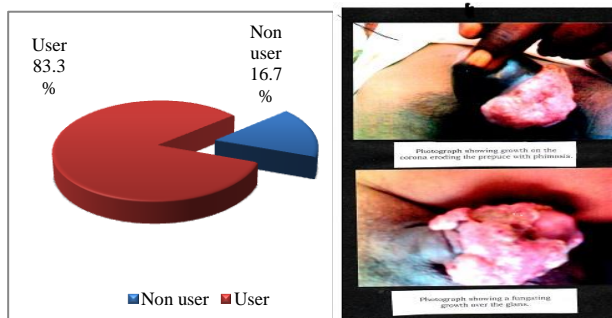 User
83.3
%
Non
user
16.7
%
Non user User
Photograph showing growth on the
corona eroding the prepuce with phimosis.
Photograph showing a fungating
growth over the glans.